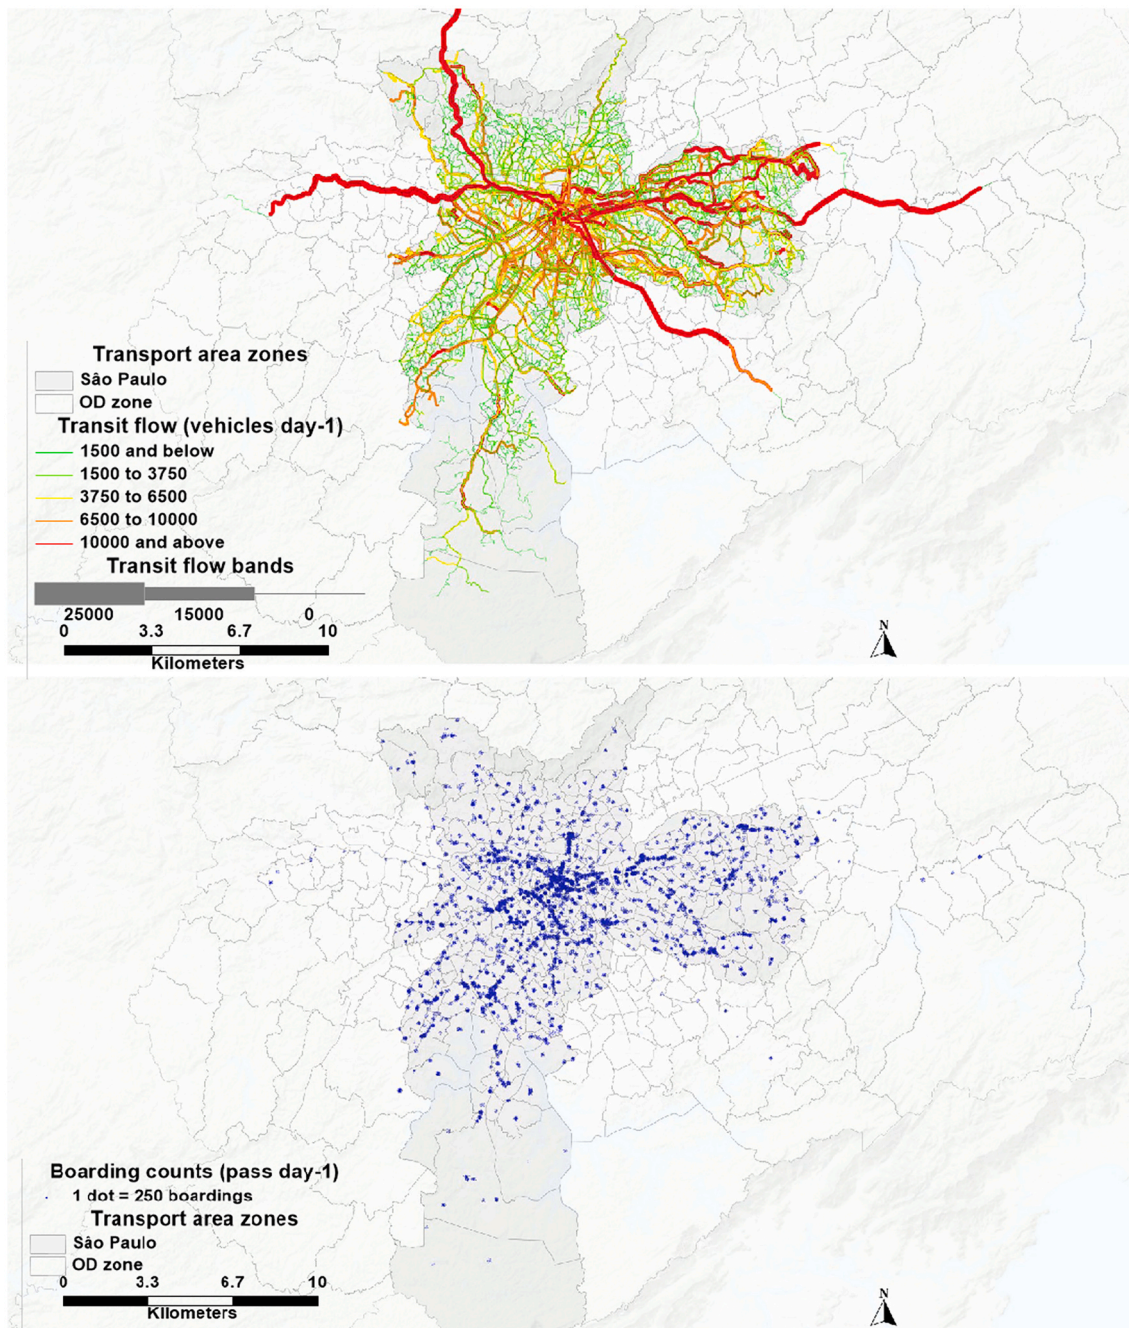 N
Transport area zones
São Paulo
OD zone
Transit flow (vehicles day-1)
1500 and below
1500 to 3750
3750 to 6500
6500 to 10000
10000 and above
Transit flow bands
25000 15000 0
0 3.3 6.7 10
Kilometers
N
Boarding counts (pass day-1)
1 dot = 250 boardings
Transport area zones
São Paulo
OD zone
0 3.3 6.7 10
Kilometers